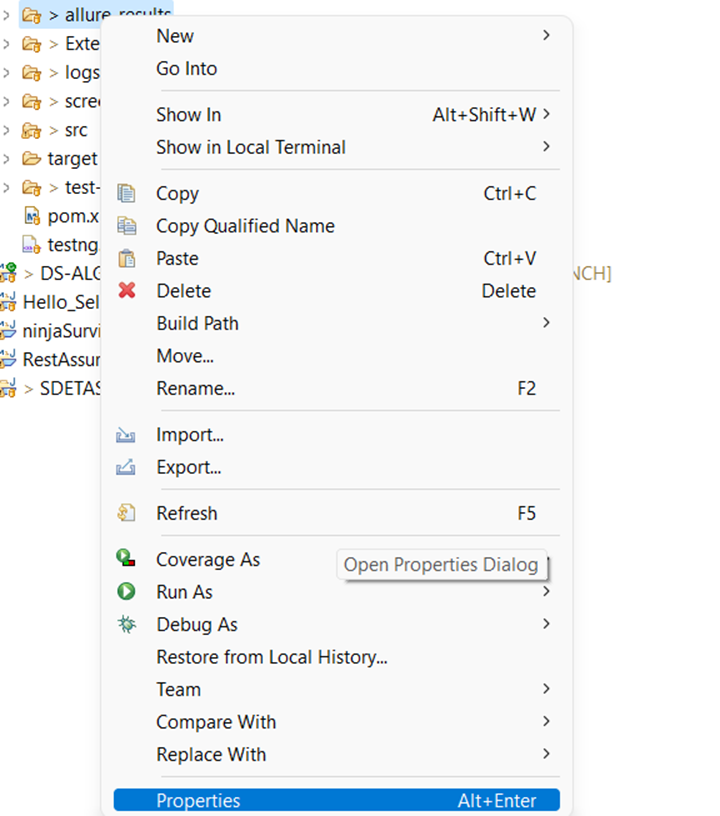 > allure_results
New
> Exte
Go Into
> logs
> scree
Show In Alt+Shift+W
> src
Show in Local Terminal
target
> test-
Copy Ctrl+C
pom.x
Copy Qualified Name
testng
Paste Ctrl+V
> DS-ALG
NCH]
Delete Delete
Hello_Sel
Build Path
ninjaSurvi
Move...
RestAssur
Rename... F2
> SDETAS
Import...
Export...
Refresh F5
Coverage As
Open Properties Dialog
Run As
Debug As
Restore from Local History...
Team
Compare With
Replace With
Properties Alt+Enter